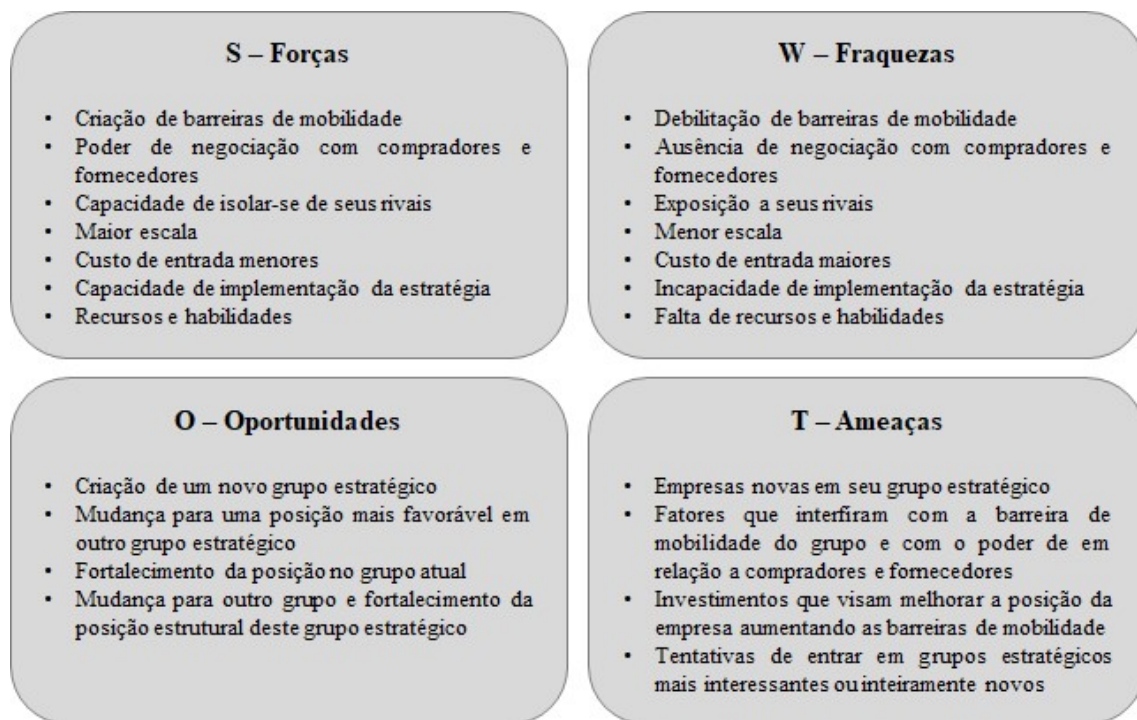 S – Forças
• Criação de barreiras de mobilidade
• Poder de negociação com compradores e
fornecedores
• Capacidade de isolar-se de seus rivais
• Maior escala
• Custo de entrada menores
• Capacidade de implementação da estratégia
• Recursos e habilidades
W – Fraquezas
• Debilitação de barreiras de mobilidade
• Ausência de negociação com compradores e
fornecedores
• Exposição a seus rivais
• Menor escala
• Custo de entrada maiores
• Incapacidade de implementação da estratégia
• Falta de recursos e habilidades
O – Oportunidades
• Criação de um novo grupo estratégico
• Mudança para uma posição mais favorável em
outro grupo estratégico
• Fortalecimento da posição no grupo atual
• Mudança para outro grupo e fortalecimento da
posição estrutural deste grupo estratégico
T – Ameaças
• Empresas novas em seu grupo estratégico
• Fatores que interfiram com a barreira de
mobilidade do grupo e com o poder de em
relação a compradores e fornecedores
• Investimentos que visam melhorar a posição da
empresa aumentando as barreiras de mobilidade
• Tentativas de entrar em grupos estratégicos
mais interessantes ou inteiramente novos